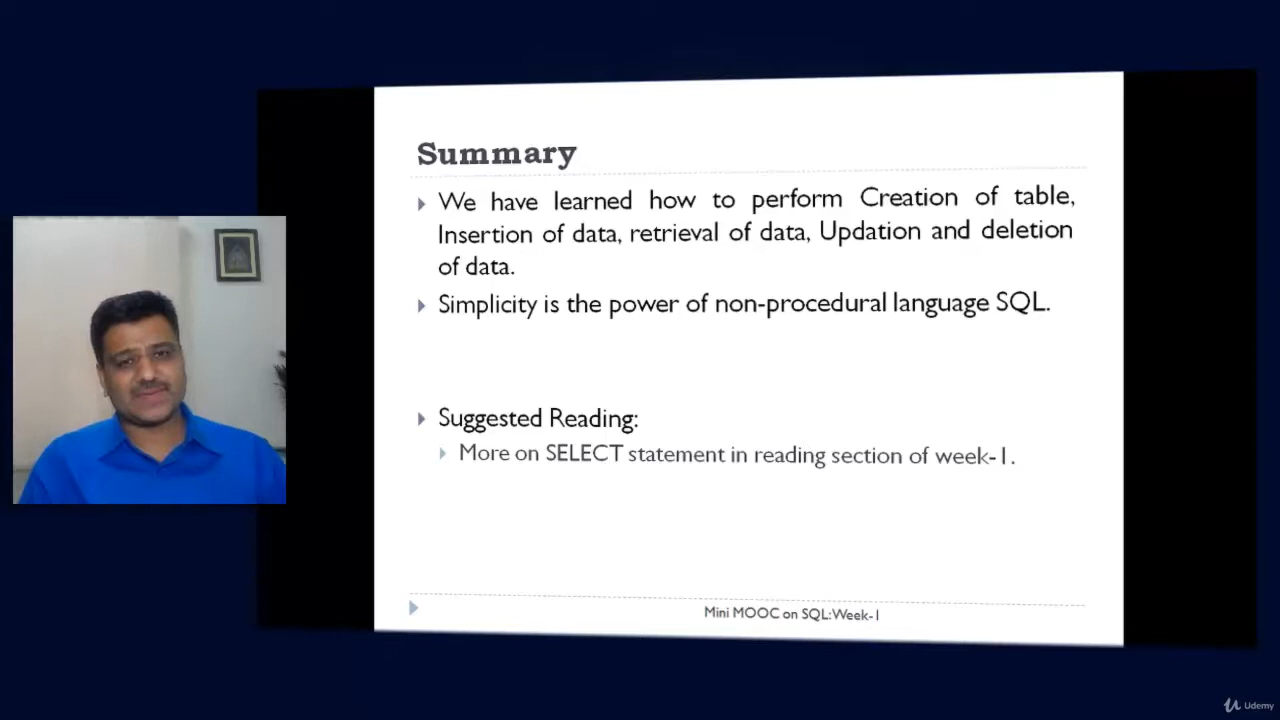 Summary
We have learned how to perform Creation of table,
Insertion of data, retrieval of data, Updation and deletion
of data.
Simplicity is the power of non-procedural language SQL.
Suggested Reading:
More on SELECT statement in reading section of week-1.
Mini MOOC on SQL:Week-1
Udemy